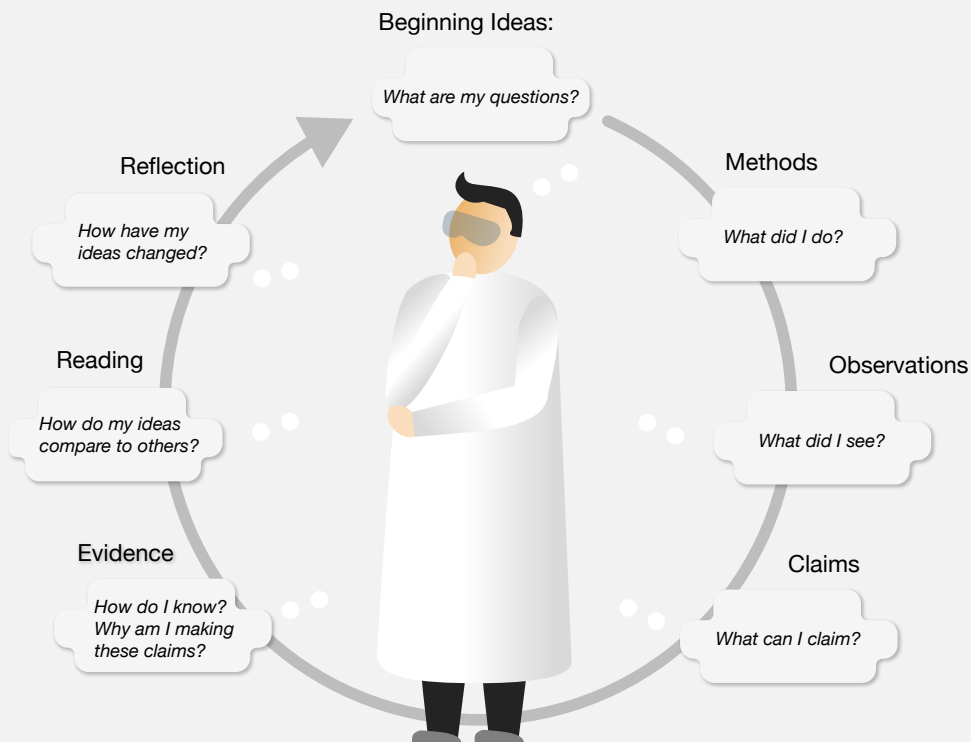 Beginning Ideas:
What are my questions?
Methods
What did I do?
Observations
What did I see?
Claims
What can I claim?
Evidence
How do I know?
Why am I making
these claims?
Reading
How do my ideas
compare to others?
Reflection
How have my
ideas changed?